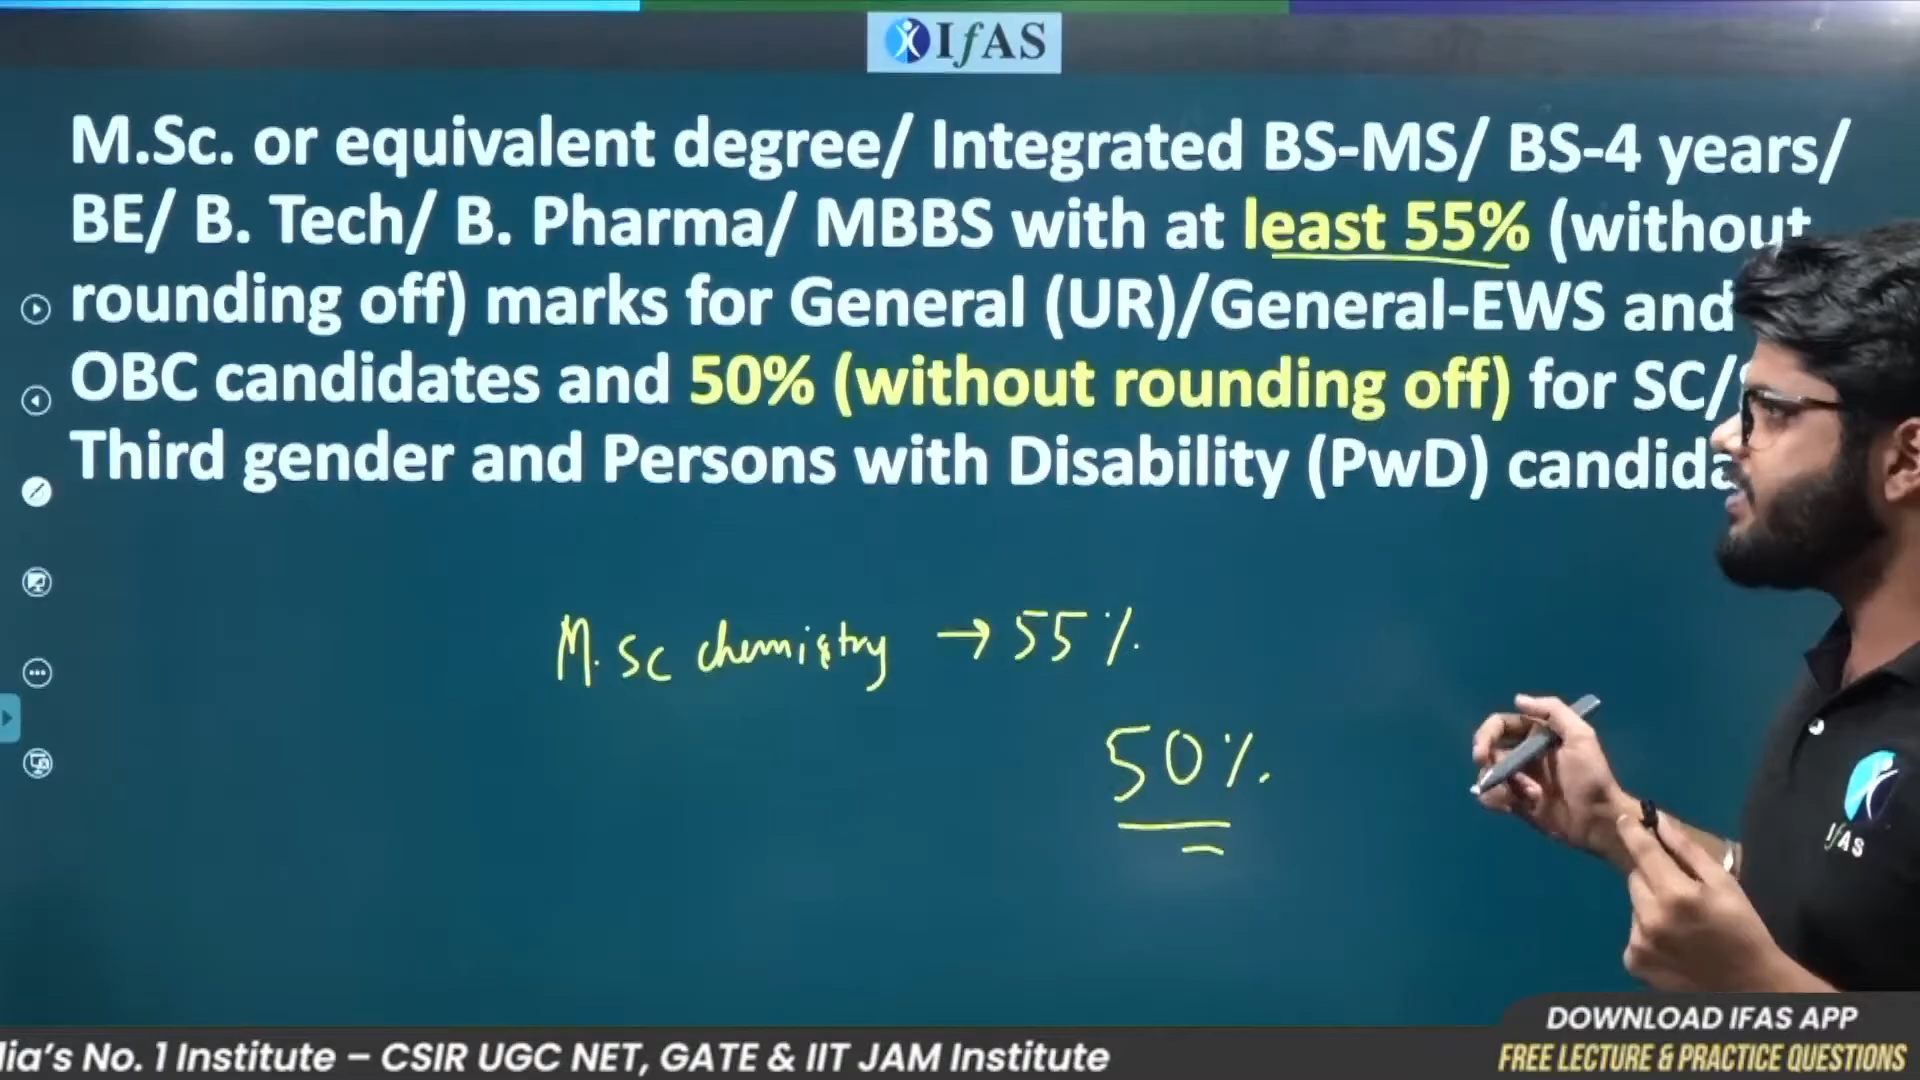 IfAS
M.Sc. or equivalent degree/ Integrated BS-MS/ BS-4 years/
BE/ B. Tech/ B. Pharma/ MBBS with at least 55% (without
rounding off) marks for General (UR)/General-EWS and
OBC candidates and 50% (without rounding off) for SC/
Third gender and Persons with Disability (PwD) candida
M.Sc chemistry → 55%
50%
IfAS
DOWNLOAD IFAS APP
dia's No. 1 Institute – CSIR UGC NET, GATE & IIT JAM Institute
FREE LECTURE & PRACTICE QUESTIONS